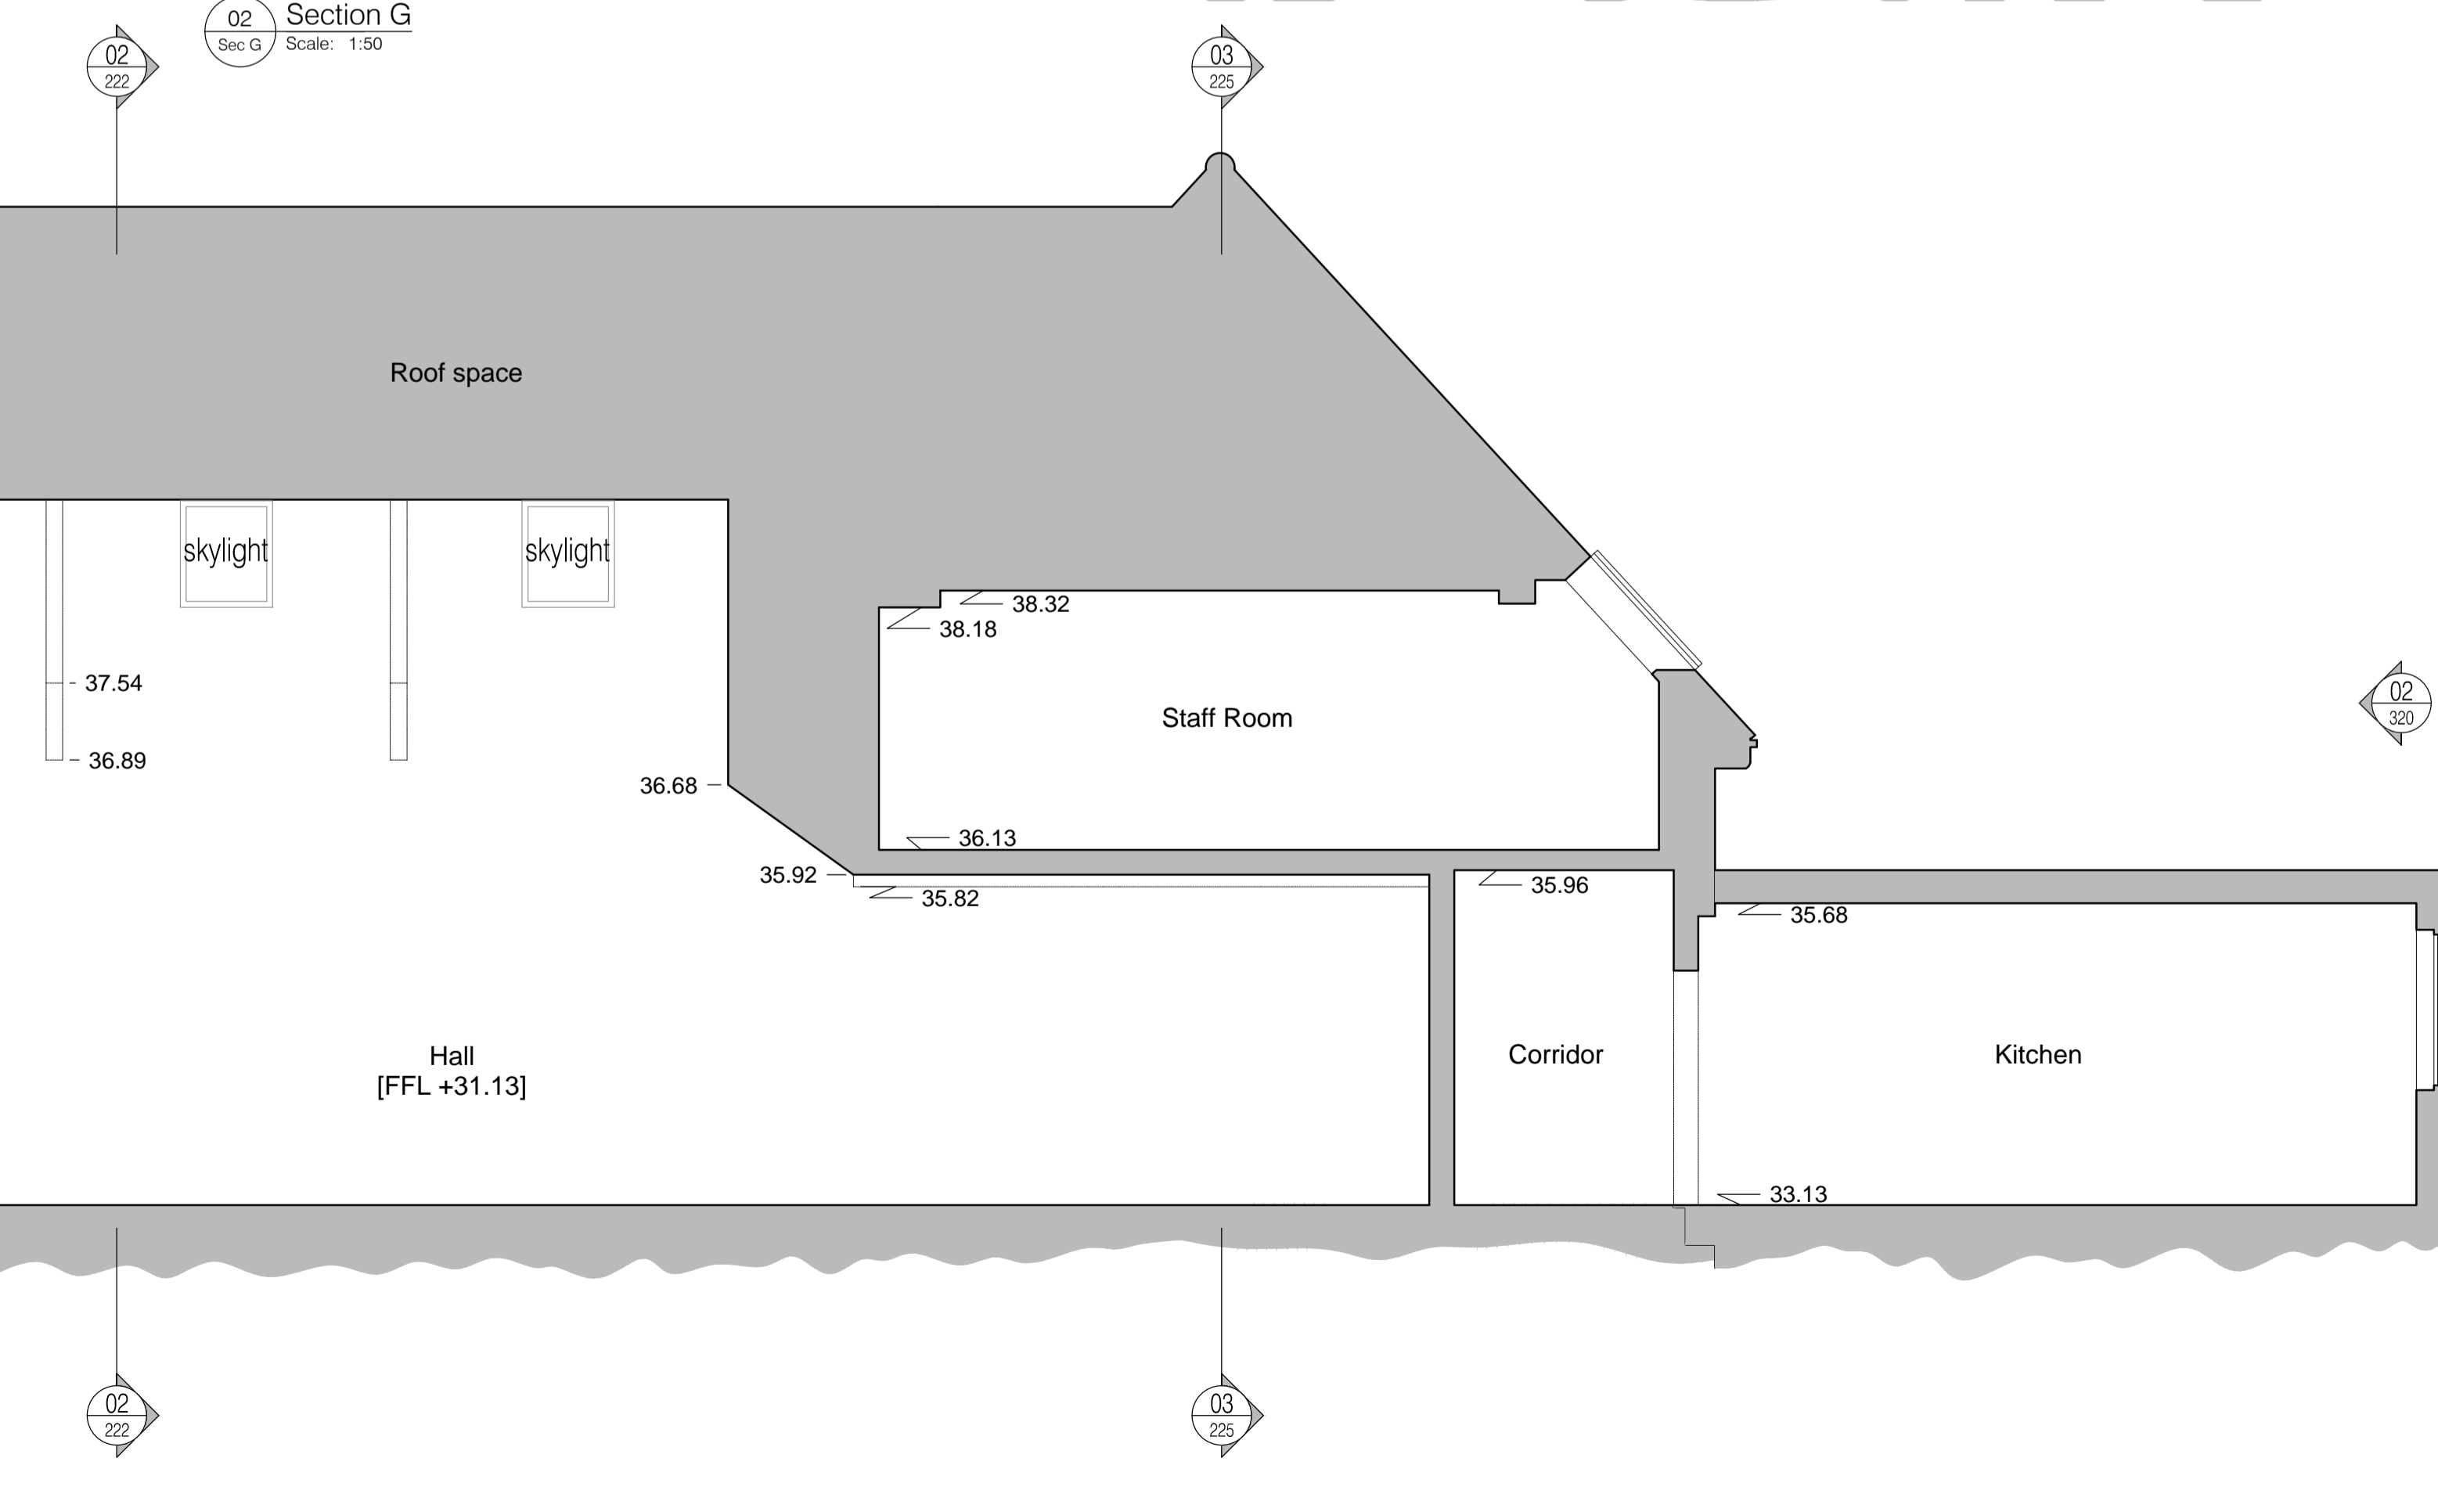 02
Sec G
Section G
Scale: 1:50
02
222
03
225
Roof space
skylight
skylight
38.32
38.18
37.54
36.89
36.68
Staff Room
02
320
36.13
35.92
35.82
35.96
35.68
Hall
[FFL +31.13]
Corridor
Kitchen
33.13
02
222
03
225